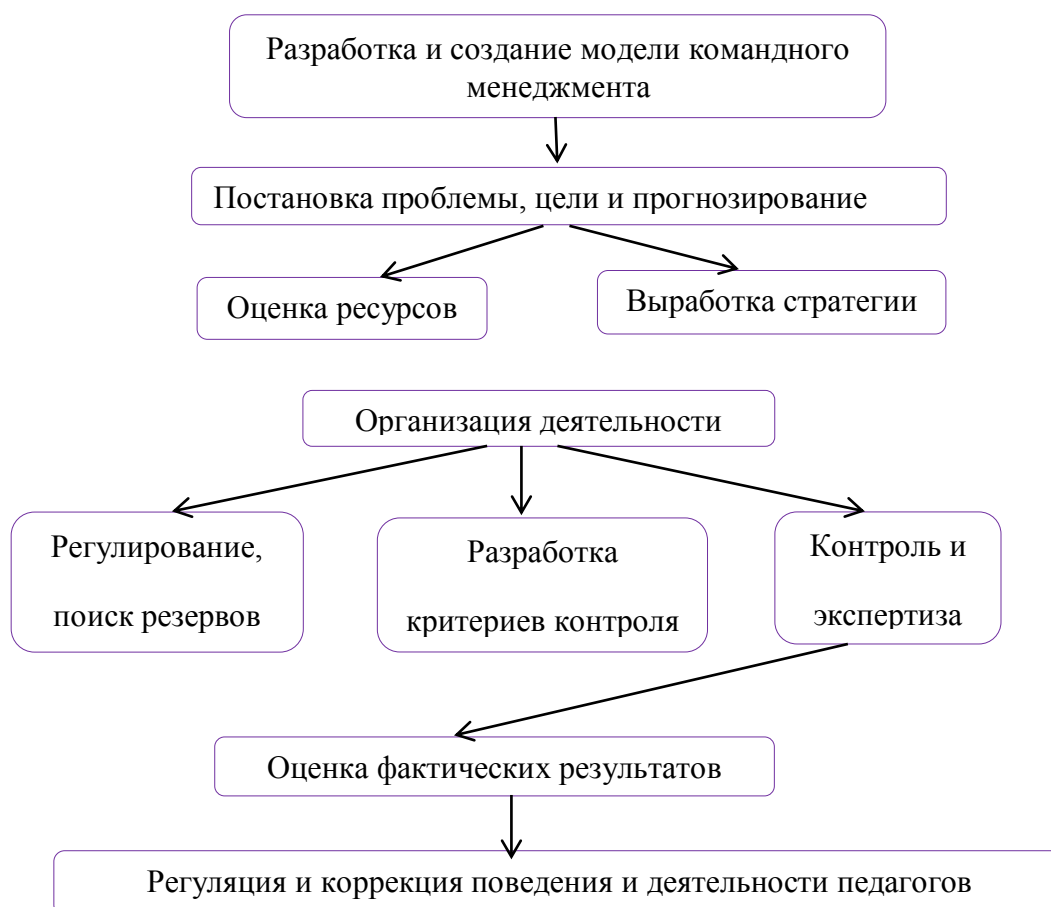 Разработка и создание модели командного
менеджмента
Постановка проблемы, цели и прогнозирование
Оценка ресурсов
Выработка стратегии
Организация деятельности
Регулирование,
поиск резервов
Разработка
критериев контроля
Контроль и
экспертиза
Оценка фактических результатов
Регуляция и коррекция поведения и деятельности педагогов